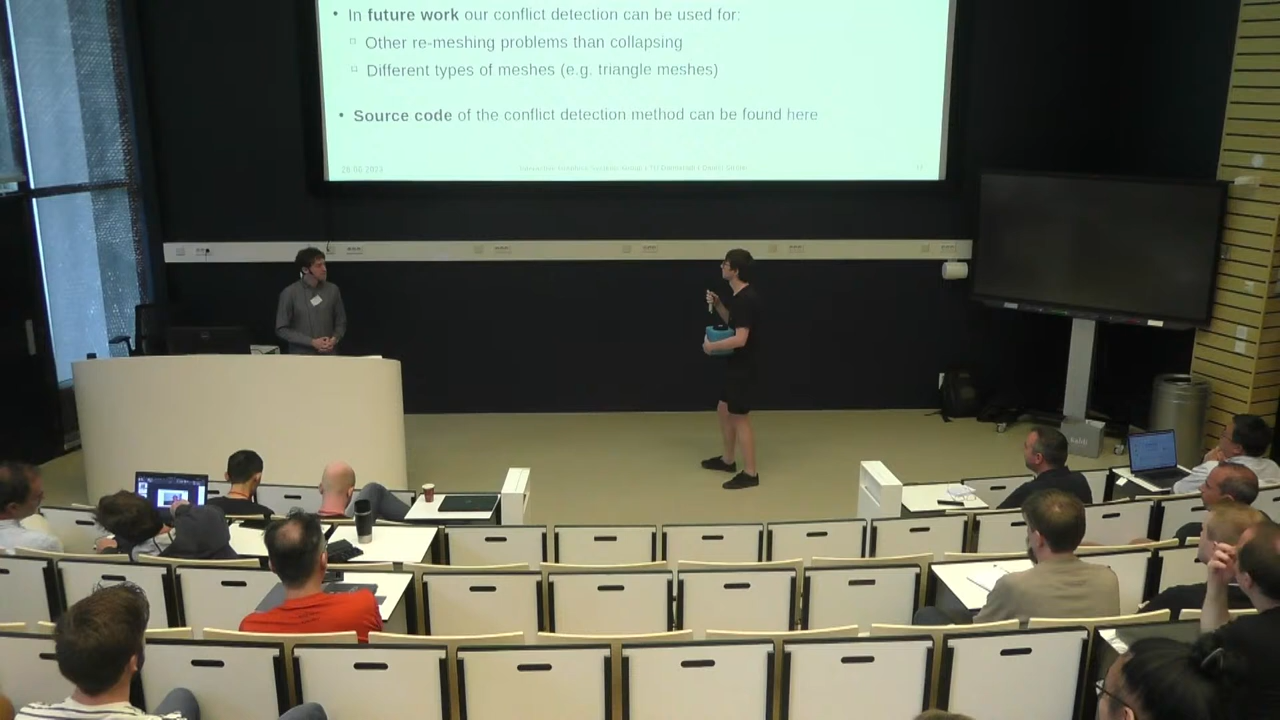 • In future work our conflict detection can be used for:
▫ Other re-meshing problems than collapsing
▫ Different types of meshes (e.g. triangle meshes)
• Source code of the conflict detection method can be found here